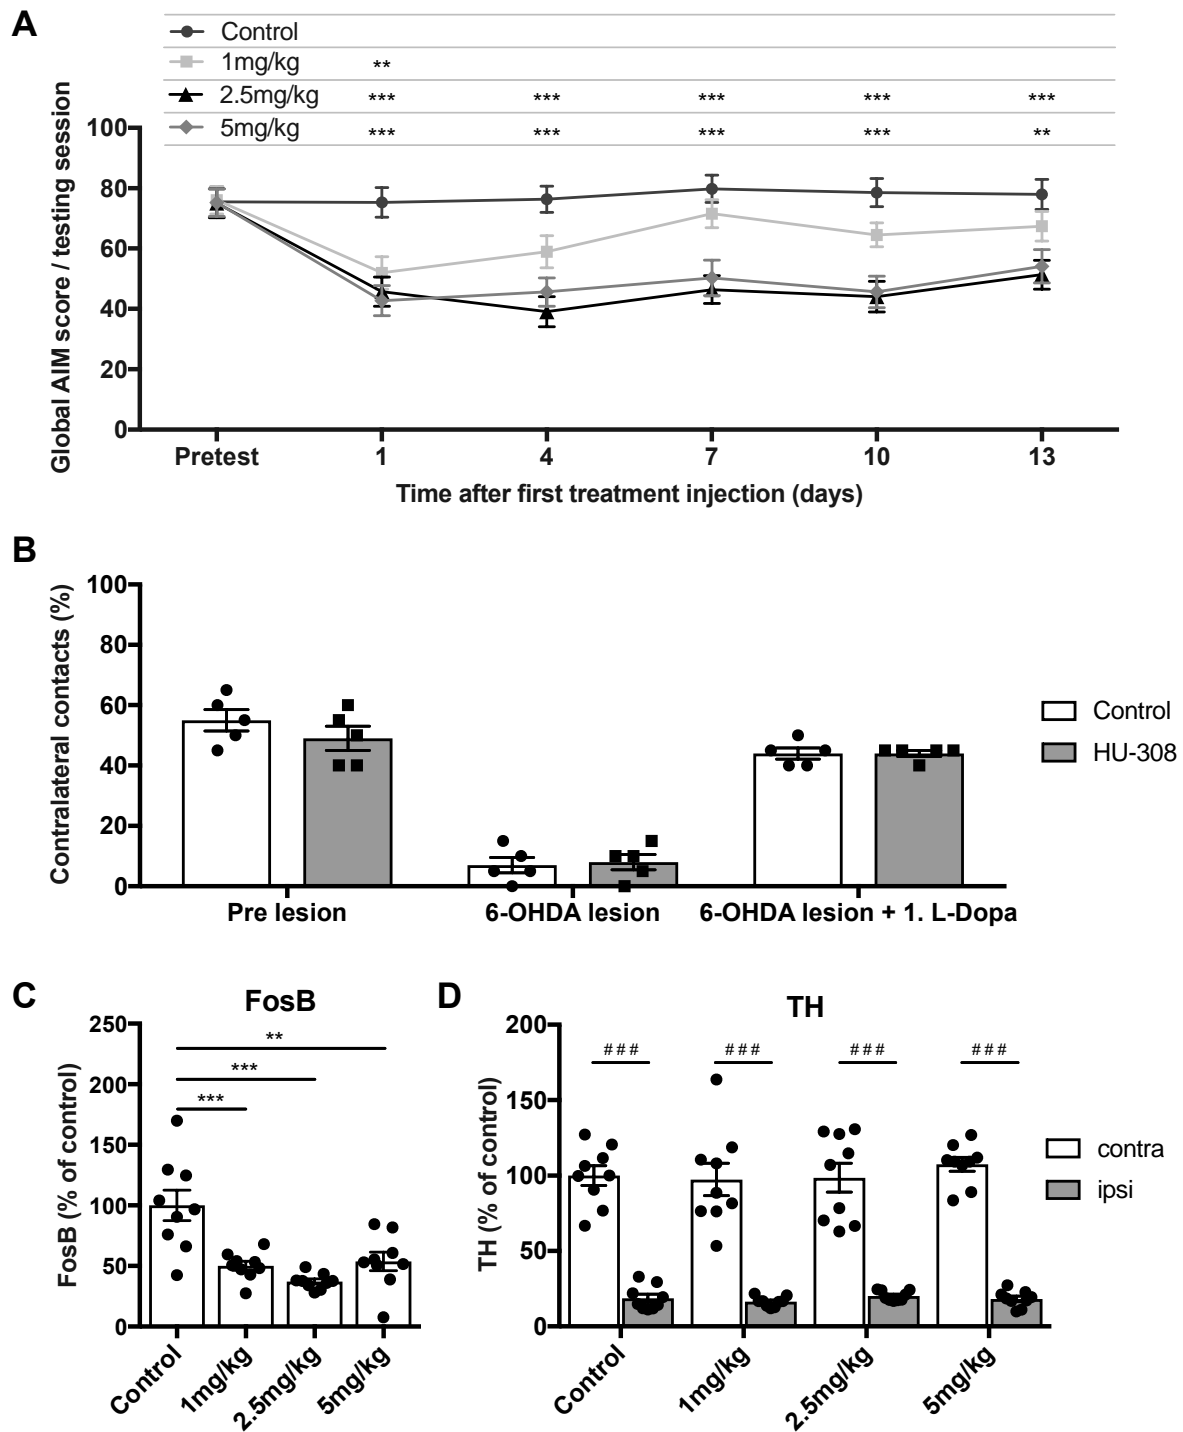 A
Control
1mg/kg **
2.5mg/kg *** *** *** *** ***
5mg/kg *** *** *** *** **
Global AIM score / testing session
100
80
60
40
20
0
Pretest 1 4 7 10 13
Time after first treatment injection (days)
B
Contralateral contacts (%)
100
80
60
40
20
0
Pre lesion 6-OHDA lesion 6-OHDA lesion + 1. L-Dopa
Control
HU-308
C
FosB
FosB (% of control)
250
200
150
100
50
0
**
***
***
Control 1mg/kg 2.5mg/kg 5mg/kg
D
TH
TH (% of control)
200
150
100
50
0
### ### ### ###
Control 1mg/kg 2.5mg/kg 5mg/kg
contra
ipsi